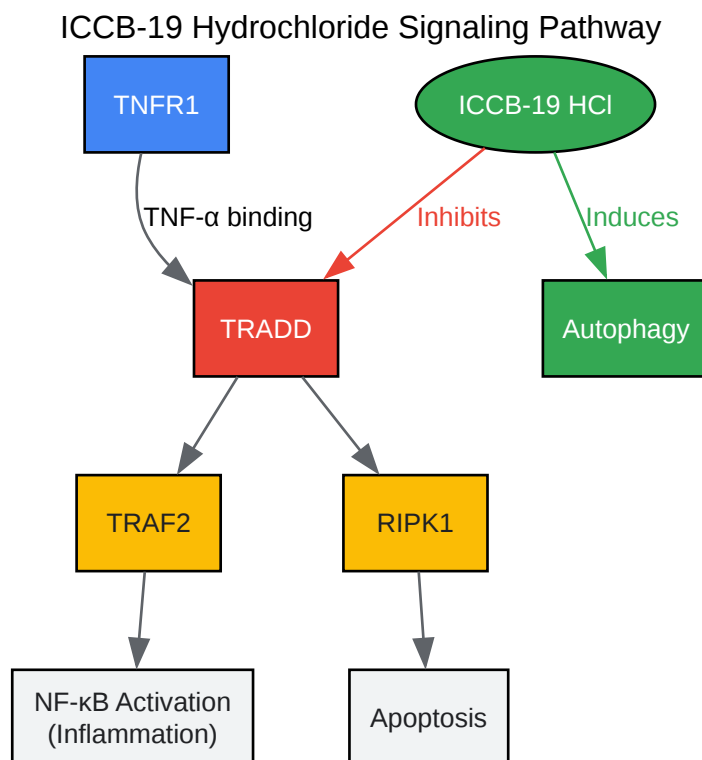 ICCB-19 Hydrochloride Signaling Pathway
TNFR1
ICCB-19 HCl
TNF-α binding
Inhibits
Induces
TRADD
Autophagy
TRAF2
RIPK1
NF-κB Activation
(Inflammation)
Apoptosis